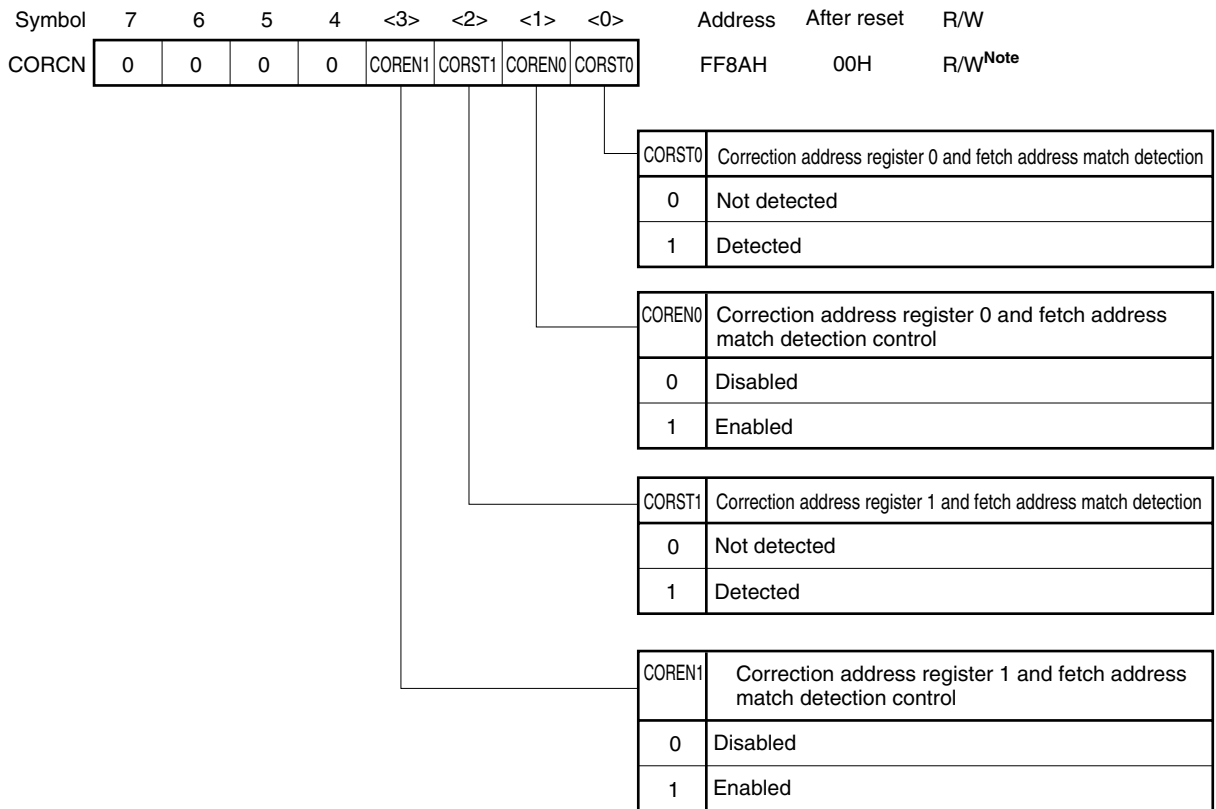 Symbol 7 6 5 4 <3> <2> <1> <0> Address After reset R/W
CORCN 0 0 0 0 COREN1 CORST1 COREN0 CORST0 FF8AH 00H R/WNote
CORST0 Correction address register 0 and fetch address match detection
0 Not detected
1 Detected
COREN0 Correction address register 0 and fetch address
match detection control
0 Disabled
1 Enabled
CORST1 Correction address register 1 and fetch address match detection
0 Not detected
1 Detected
COREN1 Correction address register 1 and fetch address
match detection control
0 Disabled
1 Enabled